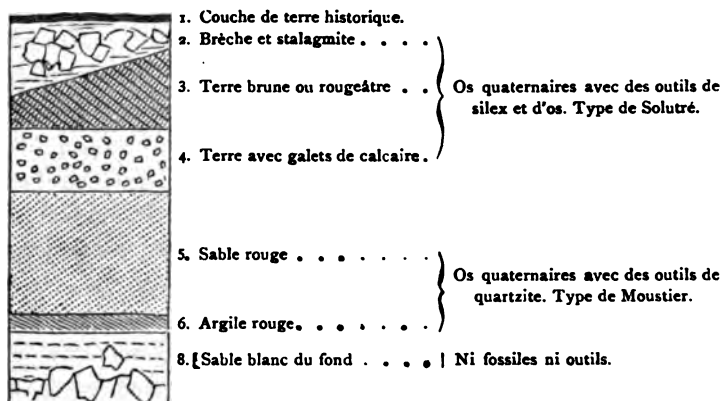 1. Couche de terre historique.
2. Brèche et stalagmite . . . .
3. Terre brune ou rougeâtre . .
Os quaternaires avec des outils de
silex et d'os. Type de Solutré.
4. Terre avec galets de calcaire .
5. Sable rouge . . . . . . .
Os quaternaires avec des outils de
quartzite. Type de Moustier.
6. Argile rouge. . . . . . .
8. [Sable blanc du fond . . . . | Ni fossiles ni outils.